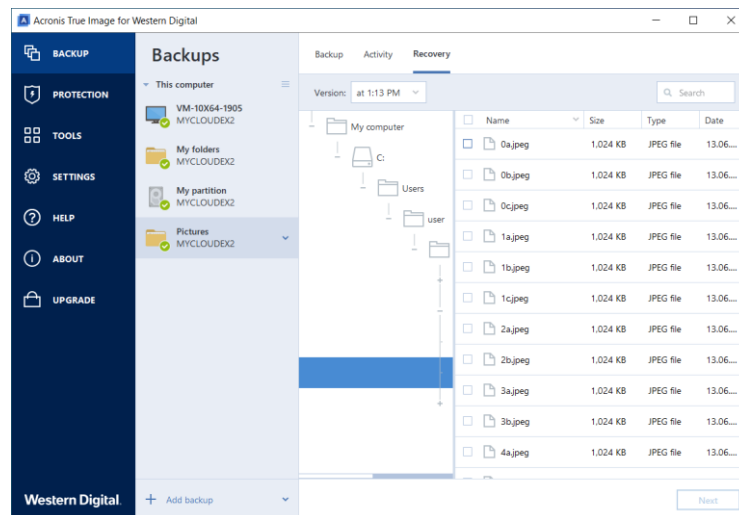 Acronis True Image for Western Digital
BACKUP
PROTECTION
TOOLS
SETTINGS
HELP
ABOUT
UPGRADE
Western Digital.
Backups
This computer
VM-10X64-1905
MYCLOUDEX2
My folders
MYCLOUDEX2
My partition
MYCLOUDEX2
Pictures
MYCLOUDEX2
Add backup
Backup Activity Recovery
Version: at 1:13 PM
Search
My computer
C:
Users
user
Name Size Type Date
0a.jpeg 1,024 KB JPEG file 13.06....
0b.jpeg 1,024 KB JPEG file 13.06....
0c.jpeg 1,024 KB JPEG file 13.06....
1a.jpeg 1,024 KB JPEG file 13.06....
1b.jpeg 1,024 KB JPEG file 13.06....
1c.jpeg 1,024 KB JPEG file 13.06....
2a.jpeg 1,024 KB JPEG file 13.06....
2b.jpeg 1,024 KB JPEG file 13.06....
3a.jpeg 1,024 KB JPEG file 13.06....
3b.jpeg 1,024 KB JPEG file 13.06....
4a.jpeg 1,024 KB JPEG file 13.06....
Next